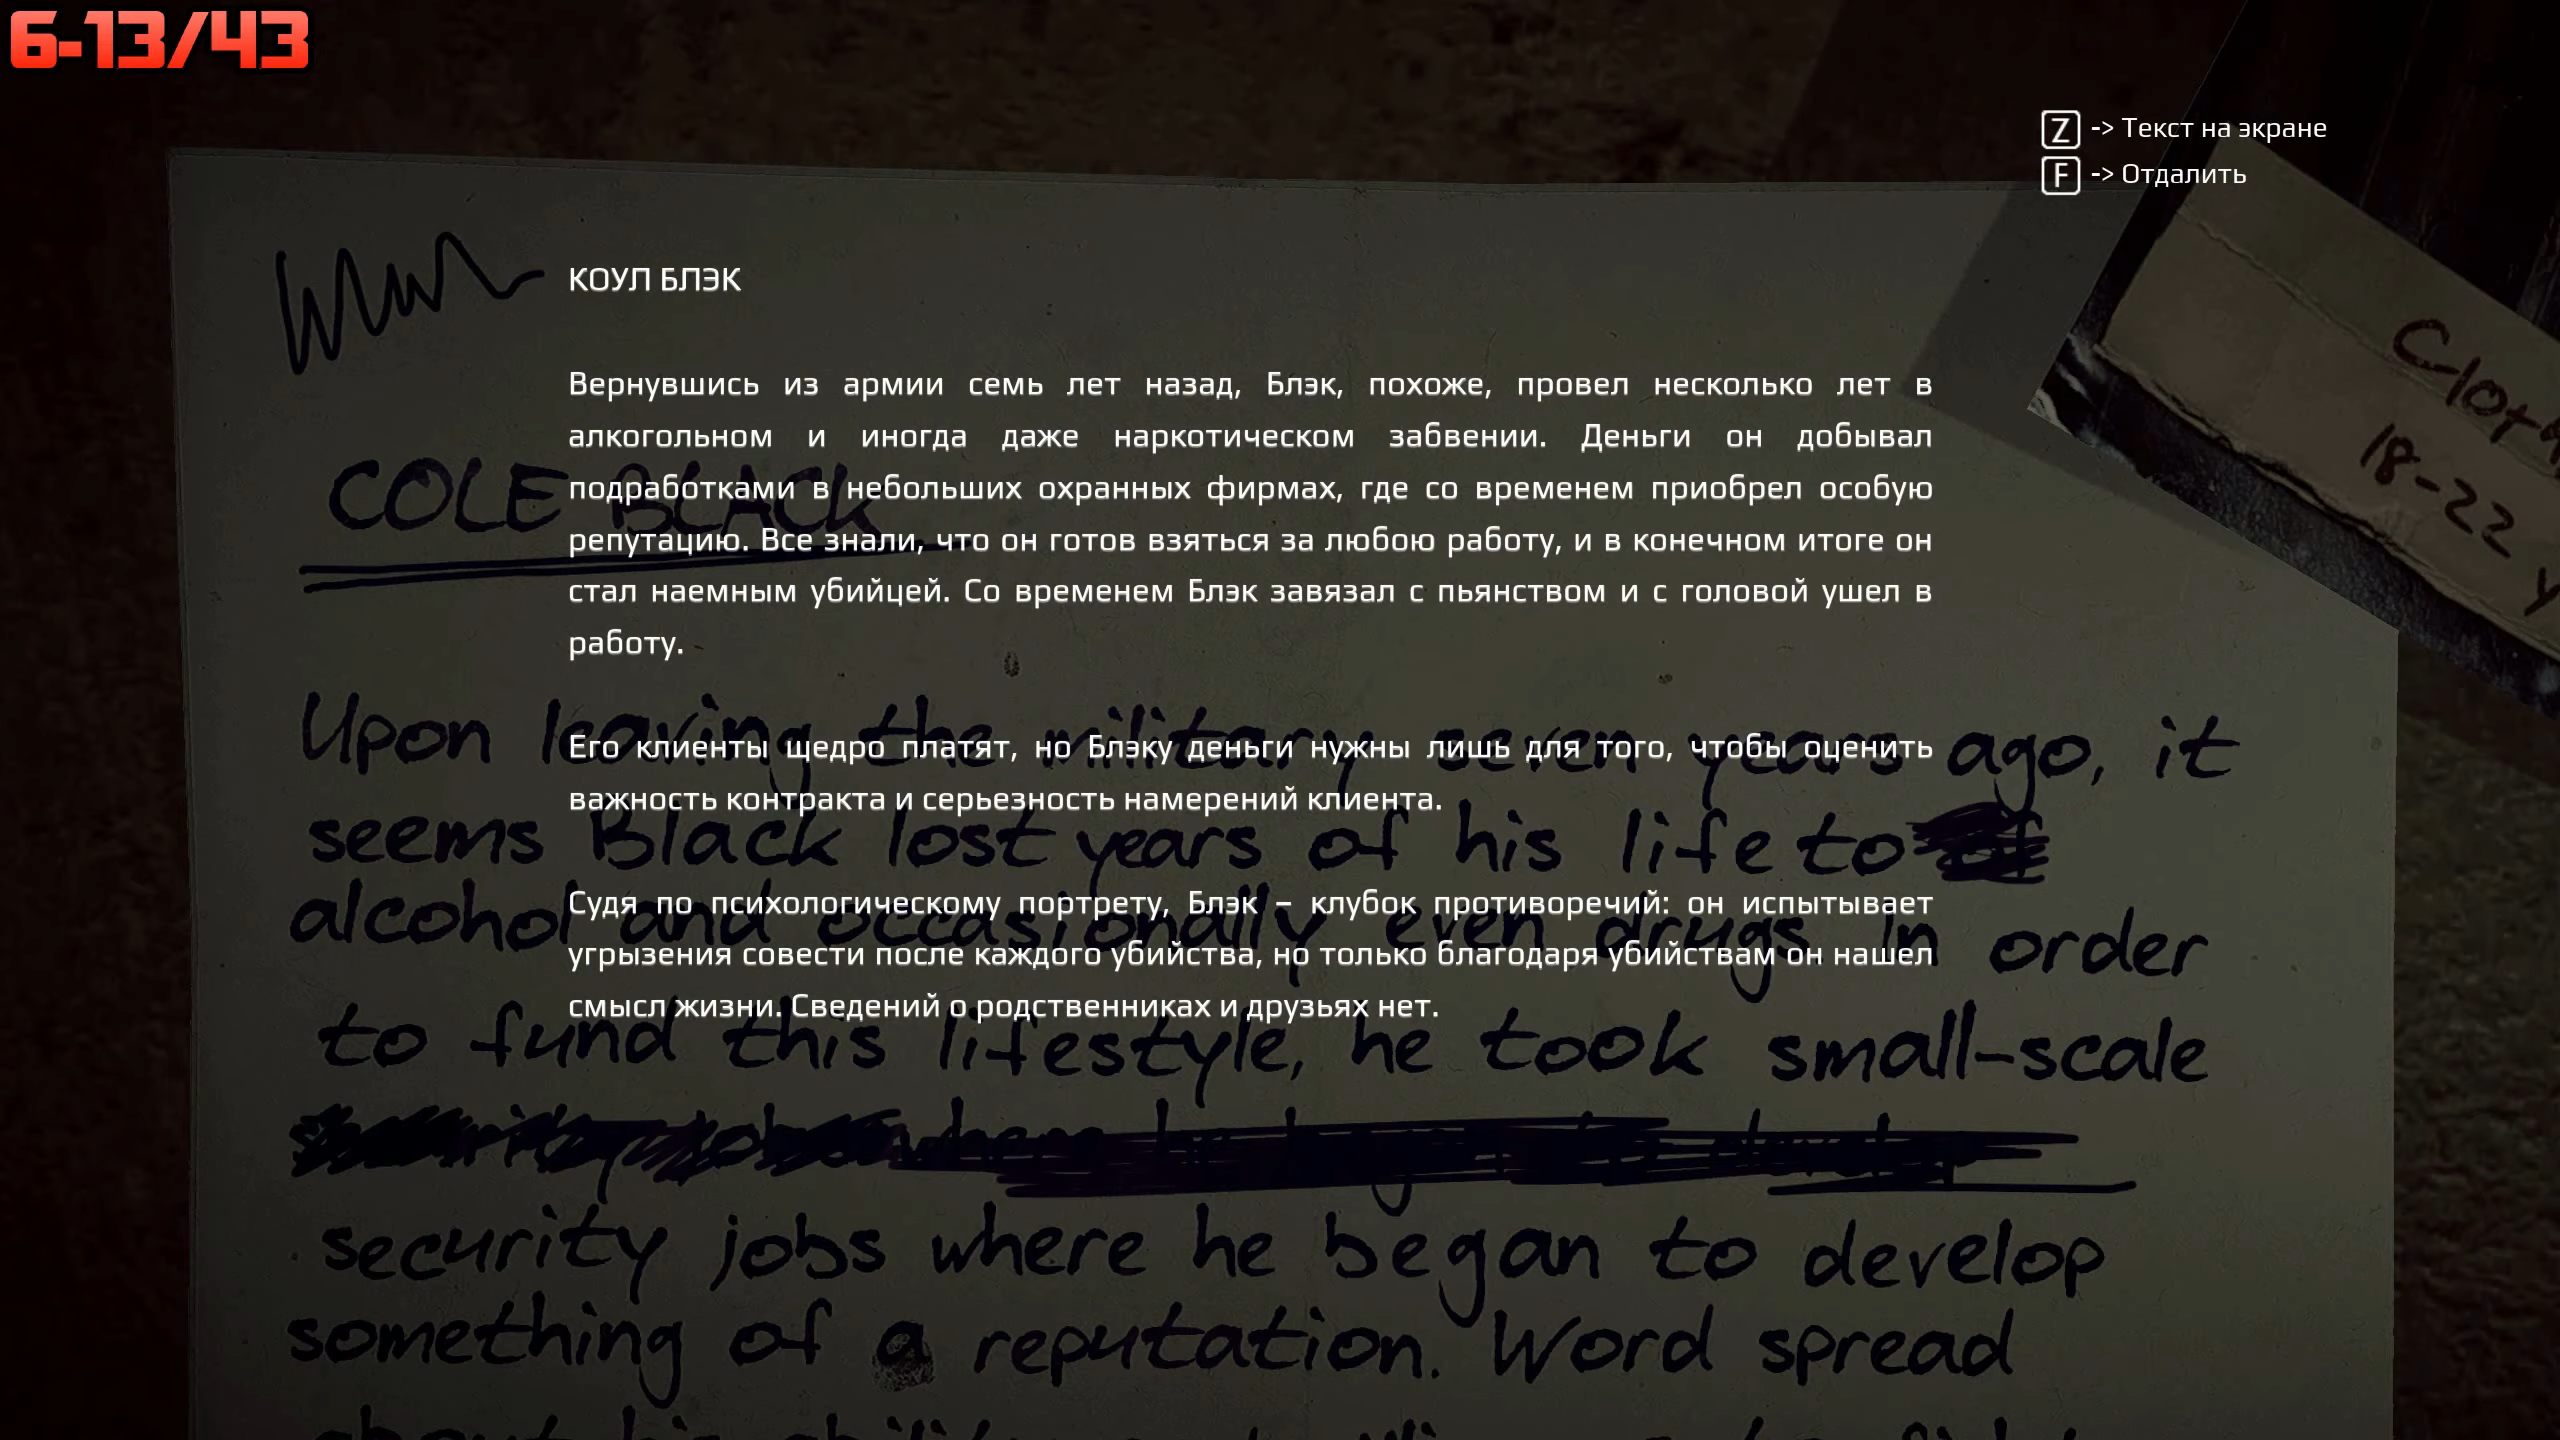 6-13/43
Z -> Текст на экране
F -> Отдалить
КОУЛ БЛЭК
Вернувшись из армии семь лет назад, Блэк, похоже, провел несколько лет в
алкогольном и иногда даже наркотическом забвении. Деньги он добывал
подработками в небольших охранных фирмах, где со временем приобрел особую
репутацию. Все знали, что он готов взяться за любою работу, и в конечном итоге он
стал наемным убийцей. Со временем Блэк завязал с пьянством и с головой ушел в
работу.
Его клиенты щедро платят, но Блэку деньги нужны лишь для того, чтобы оценить
важность контракта и серьезность намерений клиента.
Судя по психологическому портрету, Блэк – клубок противоречий: он испытывает
угрызения совести после каждого убийства, но только благодаря убийствам он нашел
смысл жизни. Сведений о родственниках и друзьях нет.
COLE BLACK
Upon leaving the military seven years ago, it
seems Black lost years of his life to
alcohol and occasionally even drugs. In order
to fund this lifestyle, he took small-scale
security jobs where he began to develop
something of a reputation. Word spread
18-22 y